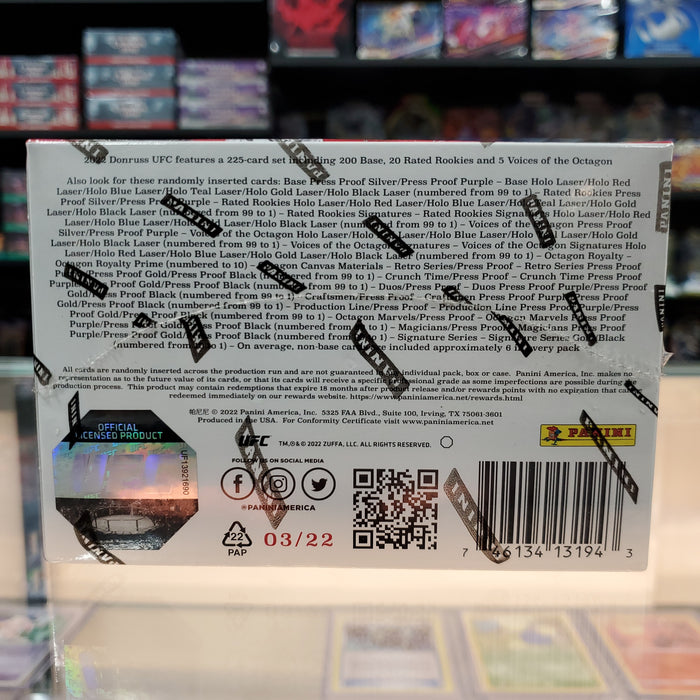 2022 Donruss UFC features a 225-card set including 200 Base, 20 Rated Rookies and 5 Voices of the Octagon
Also look for these randomly inserted cards: Base Press Proof Silver/Press Proof Purple – Base Holo Laser/Holo Red
Laser/Holo Blue Laser/Holo Teal Laser/Holo Gold Laser/Holo Black Laser (numbered from 99 to 1) – Rated Rookies Press
Proof Silver/Press Proof Purple – Rated Rookies Holo Laser/Holo Red Laser/Holo Blue Laser/Holo Teal Laser/Holo Gold
Laser/Holo Black Laser (numbered from 99 to 1) – Rated Rookies Signatures – Rated Rookies Signatures Holo Laser/Holo Red
Laser/Holo Blue Laser/Holo Gold Laser/Holo Black Laser (numbered from 99 to 1) – Voices of the Octagon Press Proof
Silver/Press Proof Purple – Voices of the Octagon Holo Laser/Holo Red Laser/Holo Blue Laser/Holo Teal Laser/Holo Gold
Laser/Holo Black Laser (numbered from 99 to 1) – Voices of the Octagon Signatures – Voices of the Octagon Signatures Holo
Laser/Holo Red Laser/Holo Blue Laser/Holo Gold Laser/Holo Black Laser (numbered from 99 to 1) – Octagon Royalty –
Octagon Royalty Prime (numbered to 10) – Octagon Canvas Materials – Retro Series/Press Proof – Retro Series Press Proof
Purple/Press Proof Gold/Press Proof Black (numbered from 99 to 1) – Crunch Time/Press Proof – Crunch Time Press Proof
Purple/Press Proof Gold/Press Proof Black (numbered from 99 to 1) – Duos/Press Proof – Duos Press Proof Purple/Press Proof
Gold/Press Proof Black (numbered from 99 to 1) – Craftsmen/Press Proof – Craftsmen Press Proof Purple/Press Proof
Gold/Press Proof Black (numbered from 99 to 1) – Production Line/Press Proof – Production Line Press Proof Purple/Press
Proof Gold/Press Proof Black (numbered from 99 to 1) – Octagon Marvels/Press Proof – Octagon Marvels Press Proof
Purple/Press Proof Gold/Press Proof Black (numbered from 99 to 1) – Magicians/Press Proof – Magicians Press Proof
Purple/Press Proof Gold/Press Proof Black (numbered from 99 to 1) – Signature Series – Signature Series Gold/Black
(numbered from 99 to 1) – On average, non-base cards are included approximately 6 in every pack
All cards are randomly inserted across the production run and are not guaranteed in individual pack, box or case. Panini America, Inc. makes no
representation as to the future value of its cards, or that its cards will receive a specific professional grade as some imperfections are possible during the
production process. This product may contain redemptions that expire 18 months after product release and/or rewards points with no expiration that can be
redeemed immediately on our rewards website. https://www.paniniamerica.net/rewards.html
帕尼尼 © 2022 Panini America, Inc. 5325 FAA Blvd., Suite 100, Irving, TX 75061-3601
Produced in the USA. For Conformity Certificate visit www.paniniamerica.net
OFFICIAL
LICENSED PRODUCT
UF13921690
UFC TM,®&© 2022 ZUFFA, LLC. ALL RIGHTS RESERVED.
PANINI
FOLLOW US ON SOCIAL MEDIA
@PANINIAMERICA
22
PAP
03/22
7 46134 13194 3